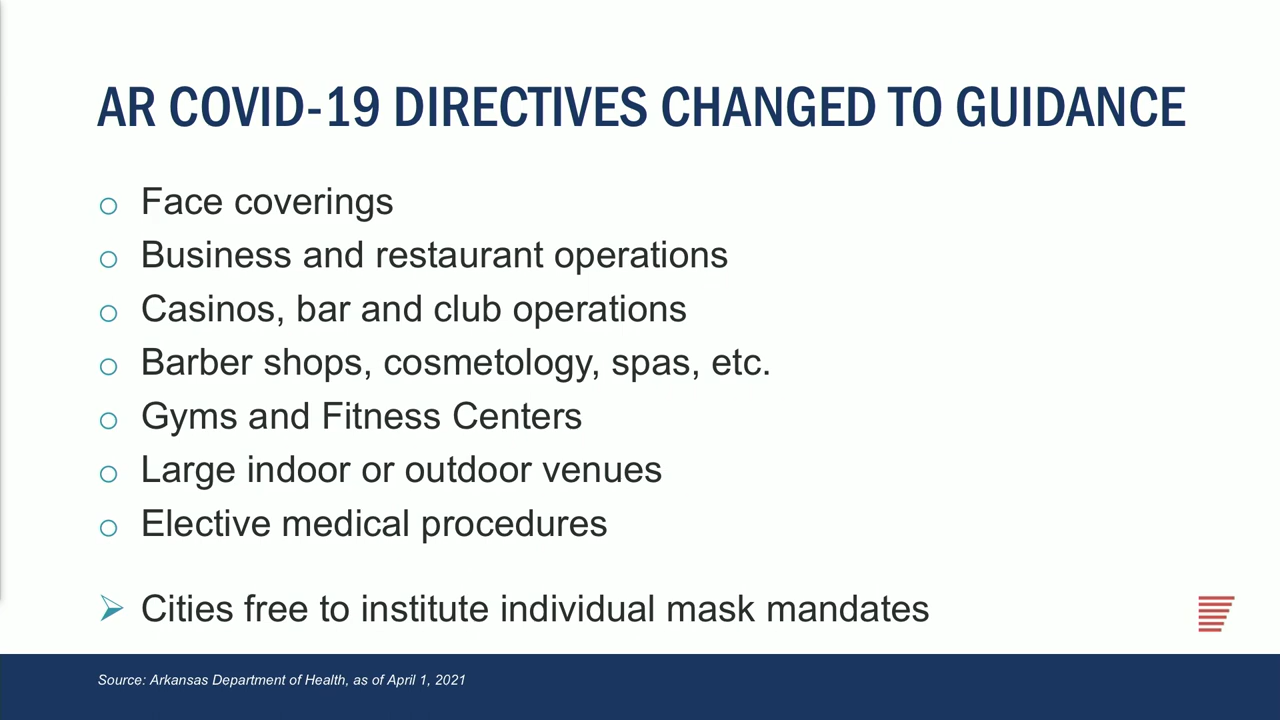 AR COVID-19 DIRECTIVES CHANGED TO GUIDANCE
Face coverings
Business and restaurant operations
Casinos, bar and club operations
Barber shops, cosmetology, spas, etc.
Gyms and Fitness Centers
Large indoor or outdoor venues
Elective medical procedures
Cities free to institute individual mask mandates
Source: Arkansas Department of Health, as of April 1, 2021